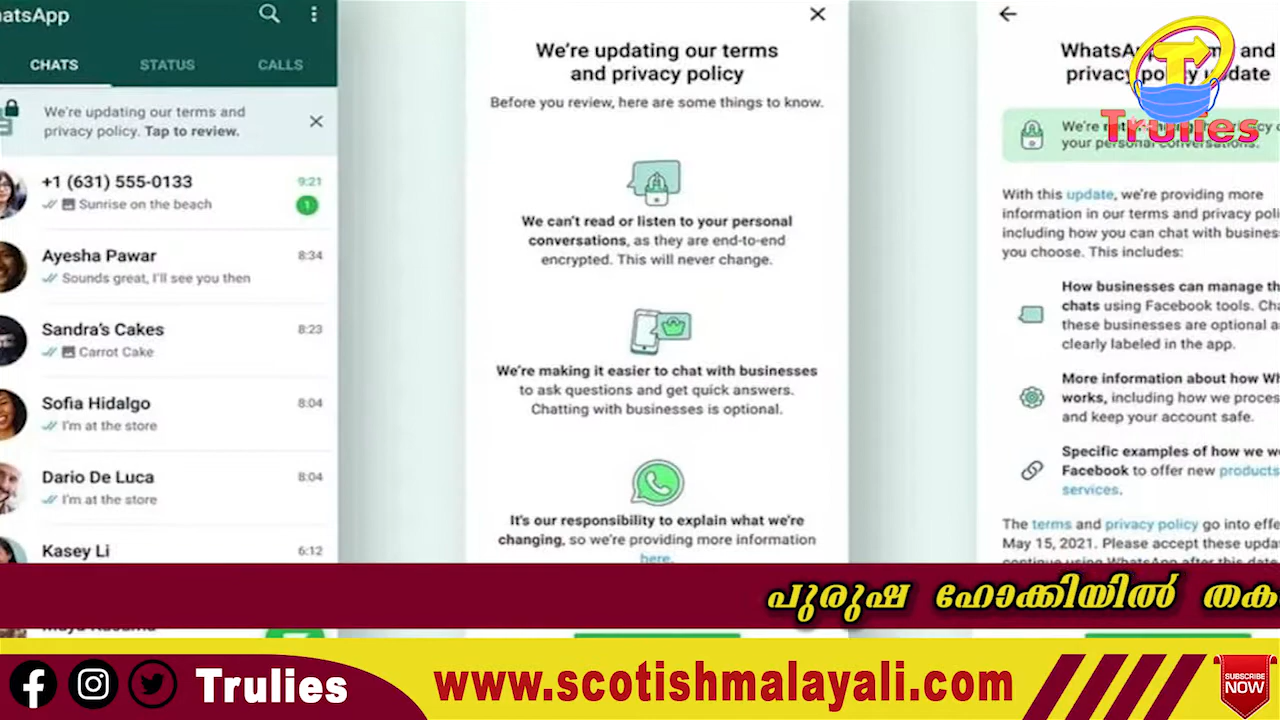 WhatsApp
CHATS STATUS CALLS
We're updating our terms and
privacy policy. Tap to review.
+1 (631) 555-0133 9:21
Sunrise on the beach 1
Ayesha Pawar 8:34
Sounds great, I'll see you then
Sandra's Cakes 8:23
Carrot Cake
Sofia Hidalgo 8:04
I'm at the store
Dario De Luca 8:04
I'm at the store
Kasey Li 6:12
We're updating our terms
and privacy policy
Before you review, here are some things to know.
We can't read or listen to your personal
conversations, as they are end-to-end
encrypted. This will never change.
We're making it easier to chat with businesses
to ask questions and get quick answers.
Chatting with businesses is optional.
It's our responsibility to explain what we're
changing, so we're providing more information
here.
WhatsApp and
privacy policy update
We're
your personal conversations.
With this update, we're providing more
information in our terms and privacy poli
including how you can chat with business
you choose. This includes:
How businesses can manage th
chats using Facebook tools. Cha
these businesses are optional a
clearly labeled in the app.
More information about how Wh
works, including how we proces
and keep your account safe.
Specific examples of how we wo
Facebook to offer new products
services.
The terms and privacy policy go into effe
May 15, 2021. Please accept these upda
continue using WhatsApp after this date
Trulies
പുരുഷ ഹോക്കിയിൽ തക
Trulies
www.scotishmalayali.com
SUBSCRIBE
NOW